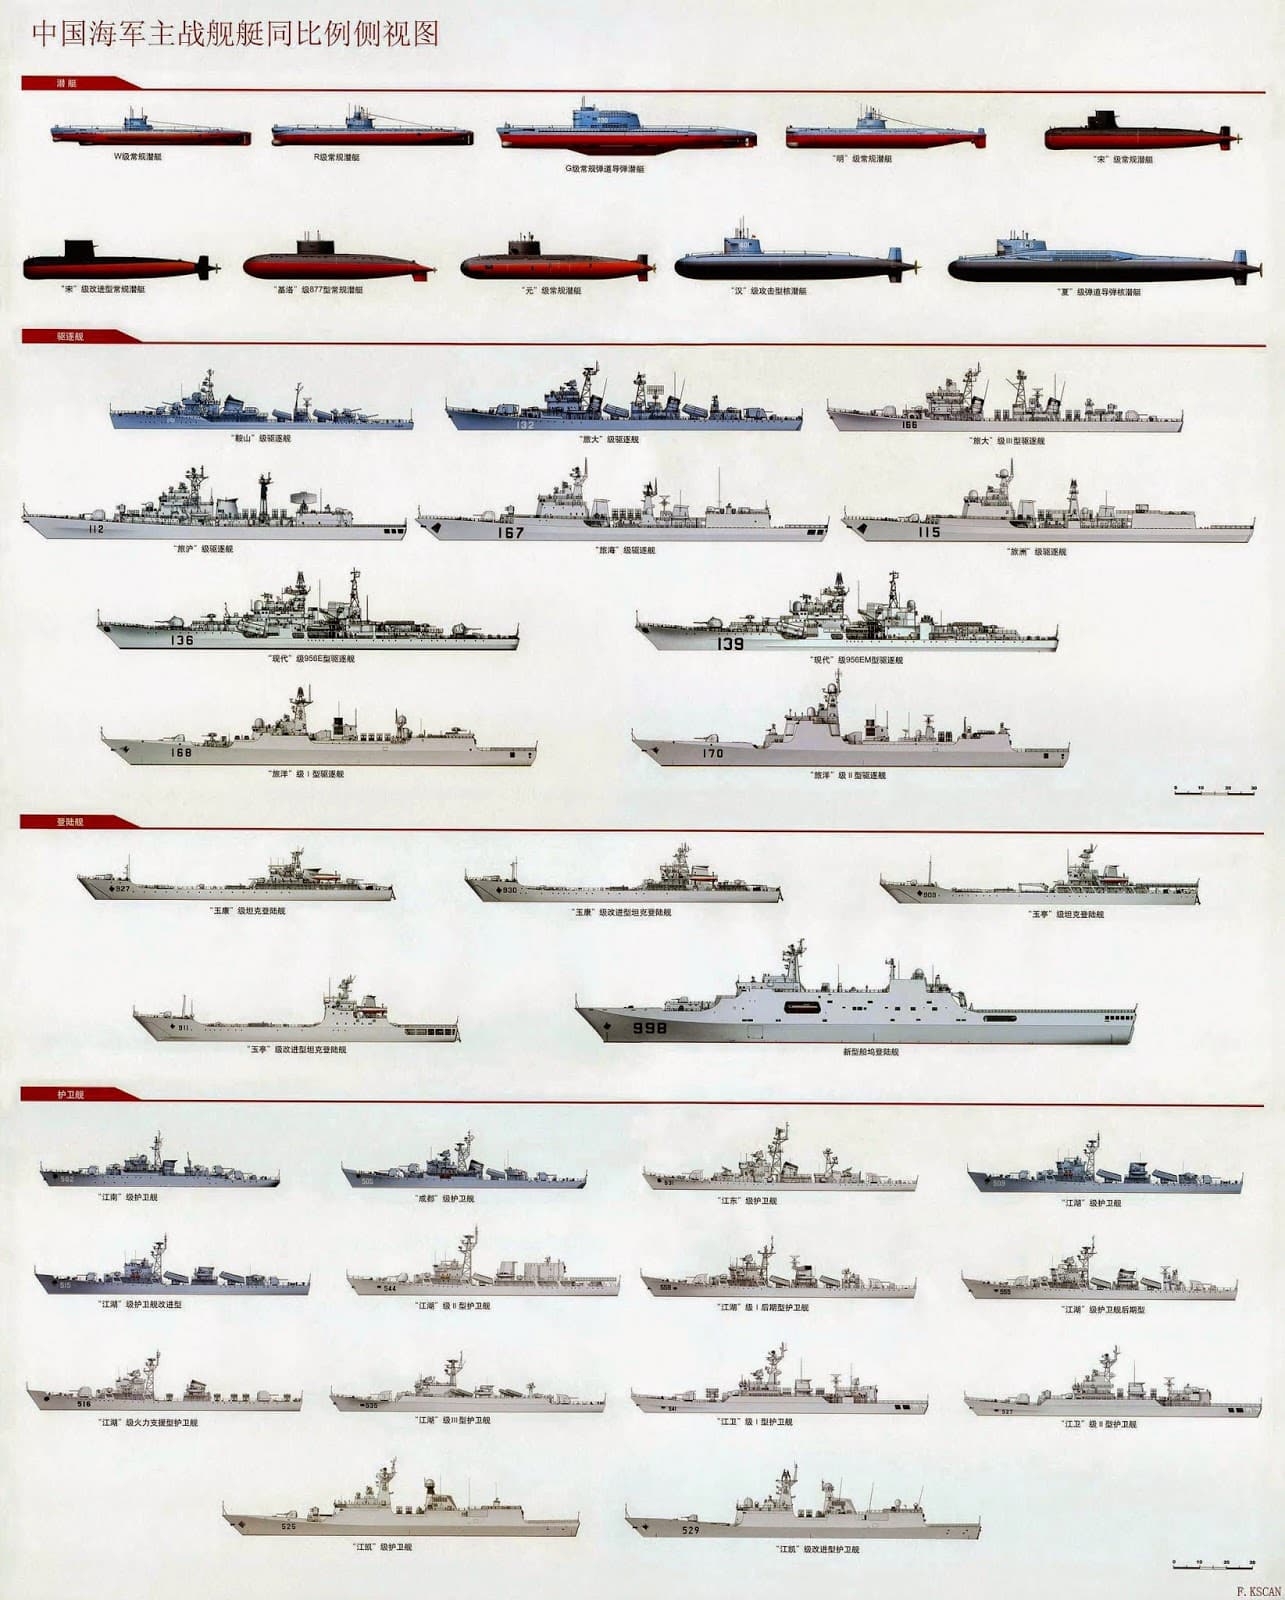 中国海军主战舰艇同比例侧视图
潜艇
W级常规潜艇
R级常规潜艇
G级常规弹道导弹潜艇
“明”级常规潜艇
“宋”级常规潜艇
“宋”级改进型常规潜艇
“基洛”级877型常规潜艇
“元”级常规潜艇
“汉”级攻击型核潜艇
“夏”级弹道导弹核潜艇
驱逐舰
132
166
“鞍山”级驱逐舰
“旅大”级驱逐舰
“旅大”级III型驱逐舰
112
167
115
“旅沪”级驱逐舰
“旅海”级驱逐舰
“旅洲”级驱逐舰
136
139
“现代”级956E型驱逐舰
“现代”级956EM型驱逐舰
168
170
“旅洋”级Ⅰ型驱逐舰
“旅洋”级Ⅱ型驱逐舰
0 10 20 30
登陆舰
927
930
909
“玉康”级坦克登陆舰
“玉康”级改进型坦克登陆舰
“玉亭”级坦克登陆舰
911
998
“玉亭”级改进型坦克登陆舰
新型船坞登陆舰
护卫舰
531
“江南”级护卫舰
“成都”级护卫舰
“江东”级护卫舰
“江湖”级护卫舰
544
555
“江湖”级护卫舰改进型
“江湖”级Ⅱ型护卫舰
“江湖”级Ⅰ后期型护卫舰
“江湖”级护卫舰后期型
516
535
541
527
“江湖”级火力支援型护卫舰
“江湖”级III型护卫舰
“江卫”级Ⅰ型护卫舰
“江卫”级Ⅱ型护卫舰
525
529
“江凯”级护卫舰
“江凯”级改进型护卫舰
0 10 20 30
F.KSCAN